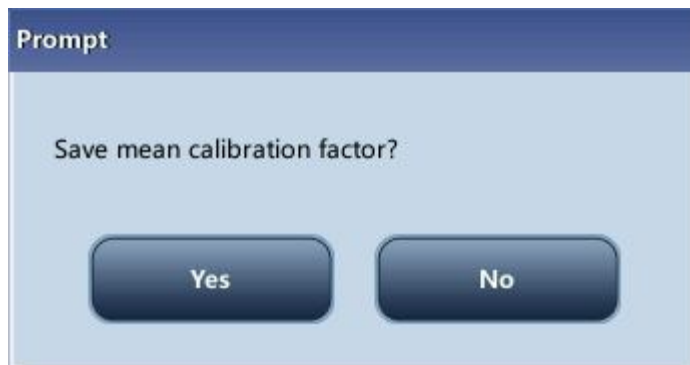 Prompt
Save mean calibration factor?
Yes No